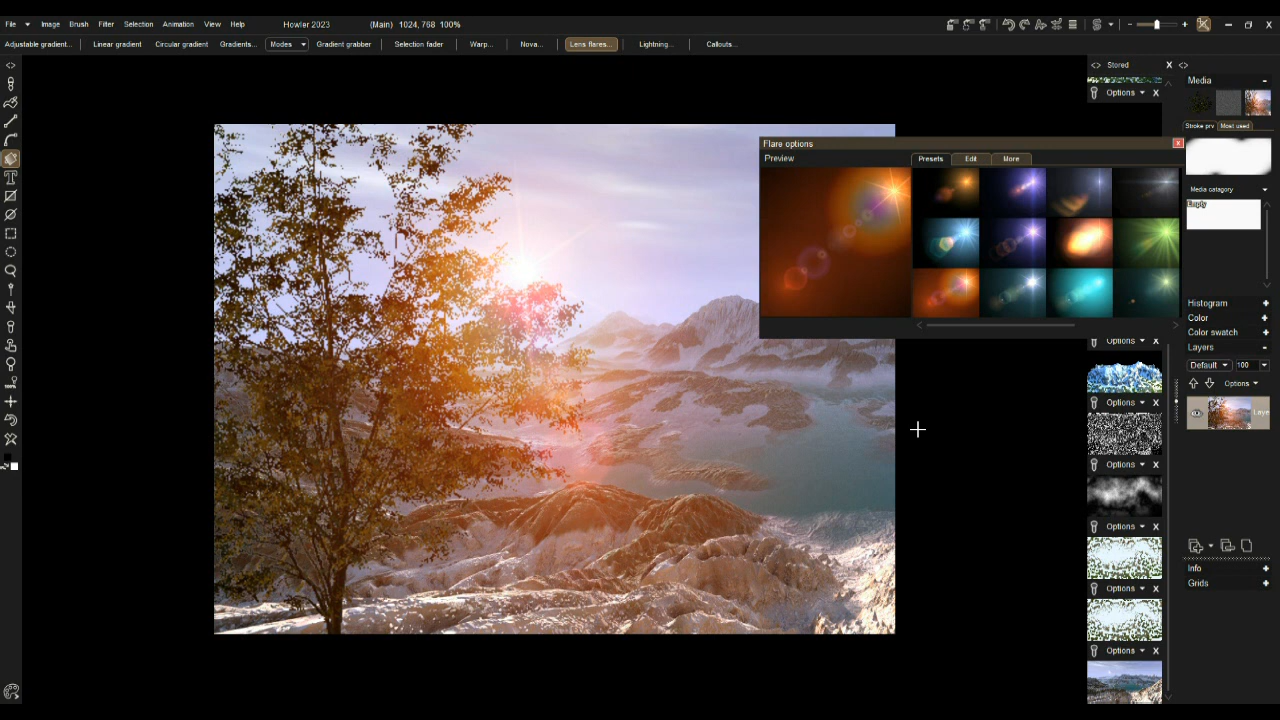 File Image Brush Filter Selection Animation View Help Howler 2023 (Main) 1024, 768 100%
Adjustable gradient... Linear gradient Circular gradient Gradients... Modes Gradient grabber Selection fader Warp... Nova... Lens flares... Lightning... Callouts...
Stored X
Media
Options X
Stroke prv Most used
Flare options
Preview Presets Edit More
Media catagory
Empty
Histogram
Color
Color swatch
Options X
Layers
Default 100
Options
Options X
Laye
Options X
Options X
Info
Grids
Options X
Options X